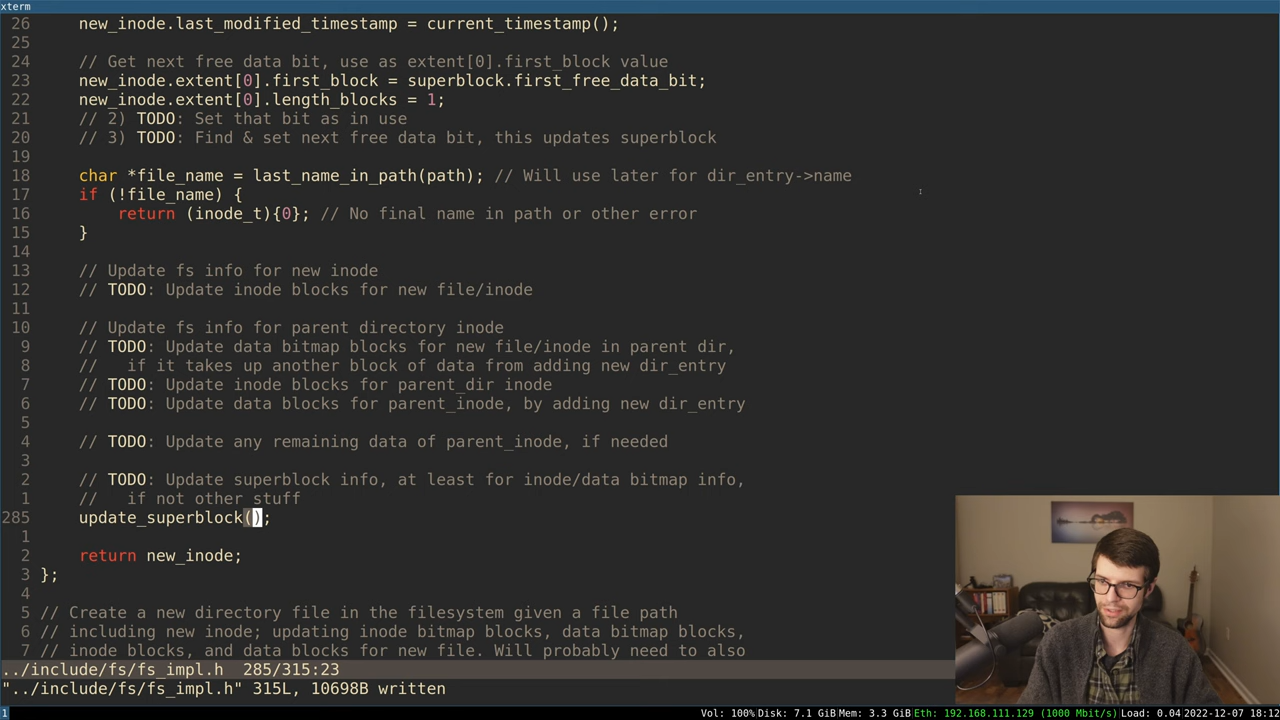 xterm
26     new_inode.last_modified_timestamp = current_timestamp();
25
24     // Get next free data bit, use as extent[0].first_block value
23     new_inode.extent[0].first_block = superblock.first_free_data_bit;
22     new_inode.extent[0].length_blocks = 1;
21     // 2) TODO: Set that bit as in use
20     // 3) TODO: Find & set next free data bit, this updates superblock
19
18     char *file_name = last_name_in_path(path); // Will use later for dir_entry->name
17     if (!file_name) {
16         return (inode_t){0}; // No final name in path or other error
15     }
14
13     // Update fs info for new inode
12     // TODO: Update inode blocks for new file/inode
11
10     // Update fs info for parent directory inode
9     // TODO: Update data bitmap blocks for new file/inode in parent dir,
8     //   if it takes up another block of data from adding new dir_entry
7     // TODO: Update inode blocks for parent_dir inode
6     // TODO: Update data blocks for parent_inode, by adding new dir_entry
5
4     // TODO: Update any remaining data of parent_inode, if needed
3
2     // TODO: Update superblock info, at least for inode/data bitmap info,
1     //   if not other stuff
285     update_superblock();
1
2     return new_inode;
3 };
4
5 // Create a new directory file in the filesystem given a file path
6 // including new inode; updating inode bitmap blocks, data bitmap blocks,
7 // inode blocks, and data blocks for new file. Will probably need to also
../include/fs/fs_impl.h  285/315:23
"../include/fs/fs_impl.h" 315L, 10698B written
1 Vol: 100% Disk: 7.1 GiB Mem: 3.3 GiB Eth: 192.168.111.129 (1000 Mbit/s) Load: 0.04 2022-12-07 18:12